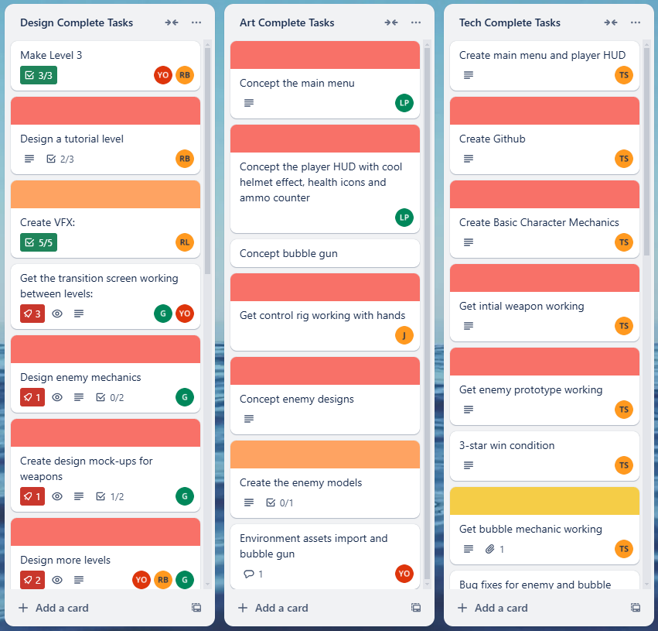 Design Complete Tasks
Make Level 3
3/3
YO
RB
Design a tutorial level
2/3
RB
Create VFX:
5/5
RL
Get the transition screen working
between levels:
3
G
YO
Design enemy mechanics
1
0/2
G
Create design mock-ups for
weapons
1
1/2
G
Design more levels
2
YO
RB
G
Add a card
Art Complete Tasks
Concept the main menu
LP
Concept the player HUD with cool
helmet effect, health icons and
ammo counter
LP
Concept bubble gun
Get control rig working with hands
J
Concept enemy designs
Create the enemy models
0/1
Environment assets import and
bubble gun
1
YO
Add a card
Tech Complete Tasks
Create main menu and player HUD
TS
Create Github
TS
Create Basic Character Mechanics
TS
Get intial weapon working
TS
Get enemy prototype working
TS
3-star win condition
TS
Get bubble mechanic working
1
TS
Bug fixes for enemy and bubble
Add a card